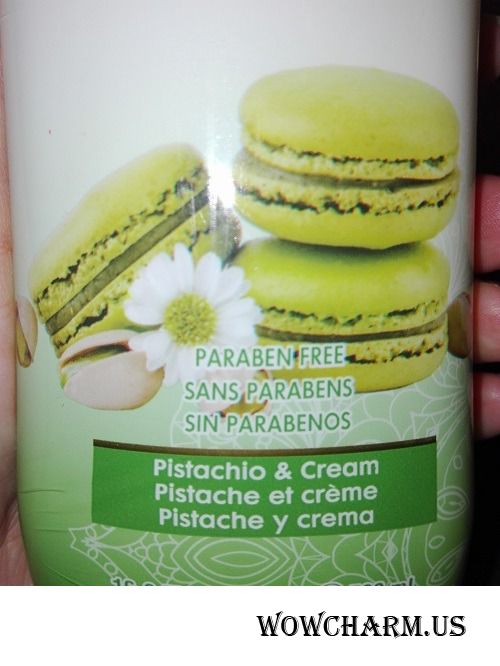 PARABEN FREE
SANS PARABENS
SIN PARABENOS
Pistachio & Cream
Pistache et crème
Pistache y crema
WOWCHARM.US